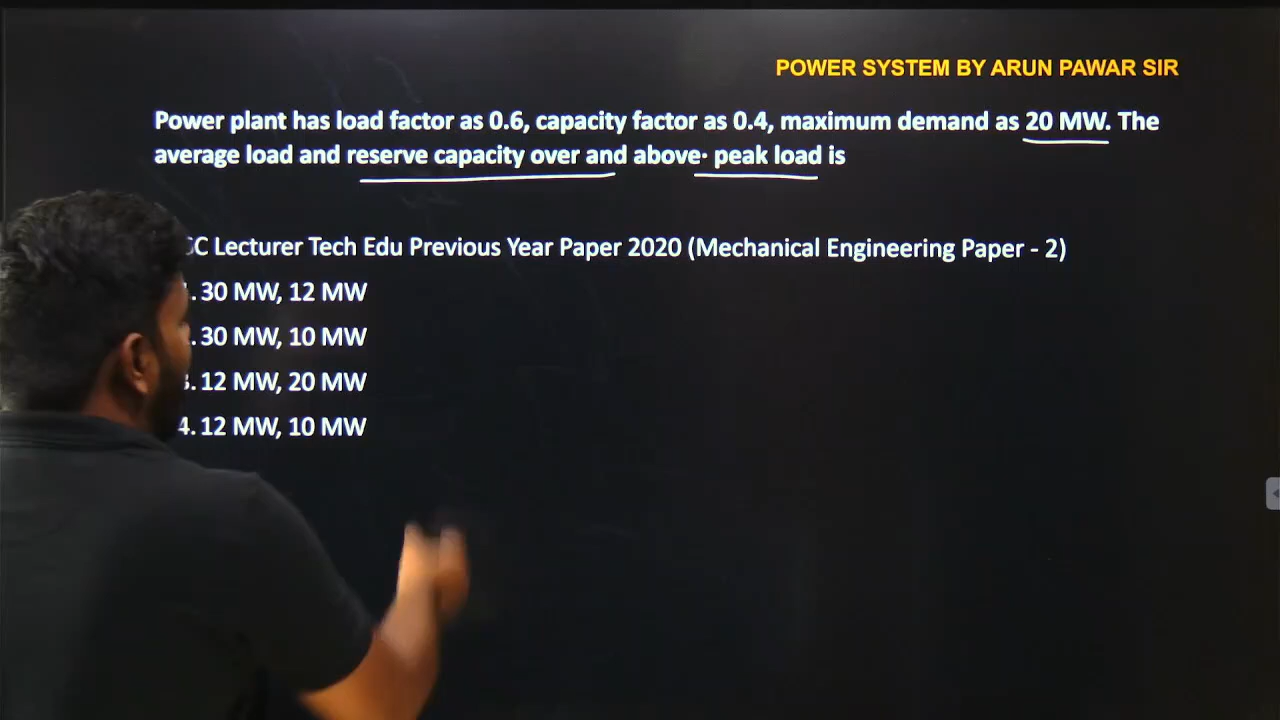 POWER SYSTEM BY ARUN PAWAR SIR
Power plant has load factor as 0.6, capacity factor as 0.4, maximum demand as 20 MW. The
average load and reserve capacity over and above· peak load is
Lecturer Tech Edu Previous Year Paper 2020 (Mechanical Engineering Paper - 2)
. 30 MW, 12 MW
. 30 MW, 10 MW
3. 12 MW, 20 MW
4. 12 MW, 10 MW